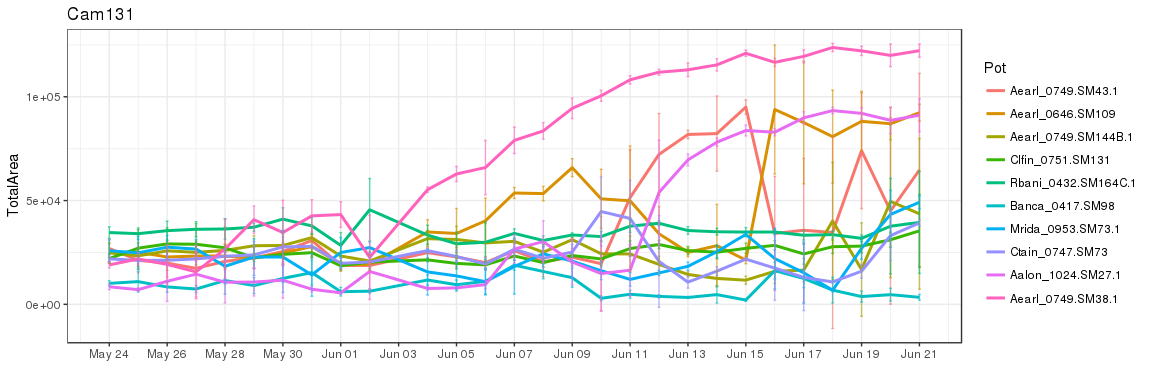 Cam131
TotalArea
1e+05
5e+04
0e+00
May 24 May 26 May 28 May 30 Jun 01 Jun 03 Jun 05 Jun 07 Jun 09 Jun 11 Jun 13 Jun 15 Jun 17 Jun 19 Jun 21
Pot
Aearl_0749.SM43.1
Aearl_0646.SM109
Aearl_0749.SM144B.1
Clfin_0751.SM131
Rbani_0432.SM164C.1
Banca_0417.SM98
Mrida_0953.SM73.1
Ctain_0747.SM73
Aalon_1024.SM27.1
Aearl_0749.SM38.1